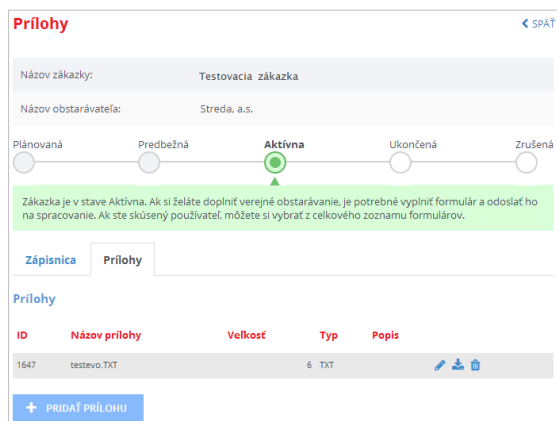 Prílohy
SPÄŤ
Názov zákazky: Testovacia zákazka
Názov obstarávateľa: Streda, a.s.
Plánovaná Predbežná Aktívna Ukončená Zrušená
Zákazka je v stave Aktívna. Ak si želáte doplniť verejné obstarávanie, je potrebné vyplniť formulár a odoslať ho
na spracovanie. Ak ste skúsený používateľ, môžete si vybrať z celkového zoznamu formulárov.
Zápisnica Prílohy
Prílohy
ID Názov prílohy Veľkosť Typ Popis
1647 testevo.TXT 6 TXT
PRIDAŤ PRÍLOHU